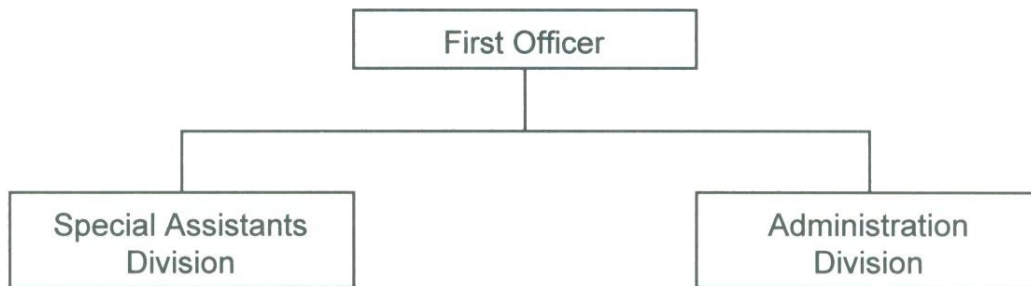 First Officer
Special Assistants
Division
Administration
Division